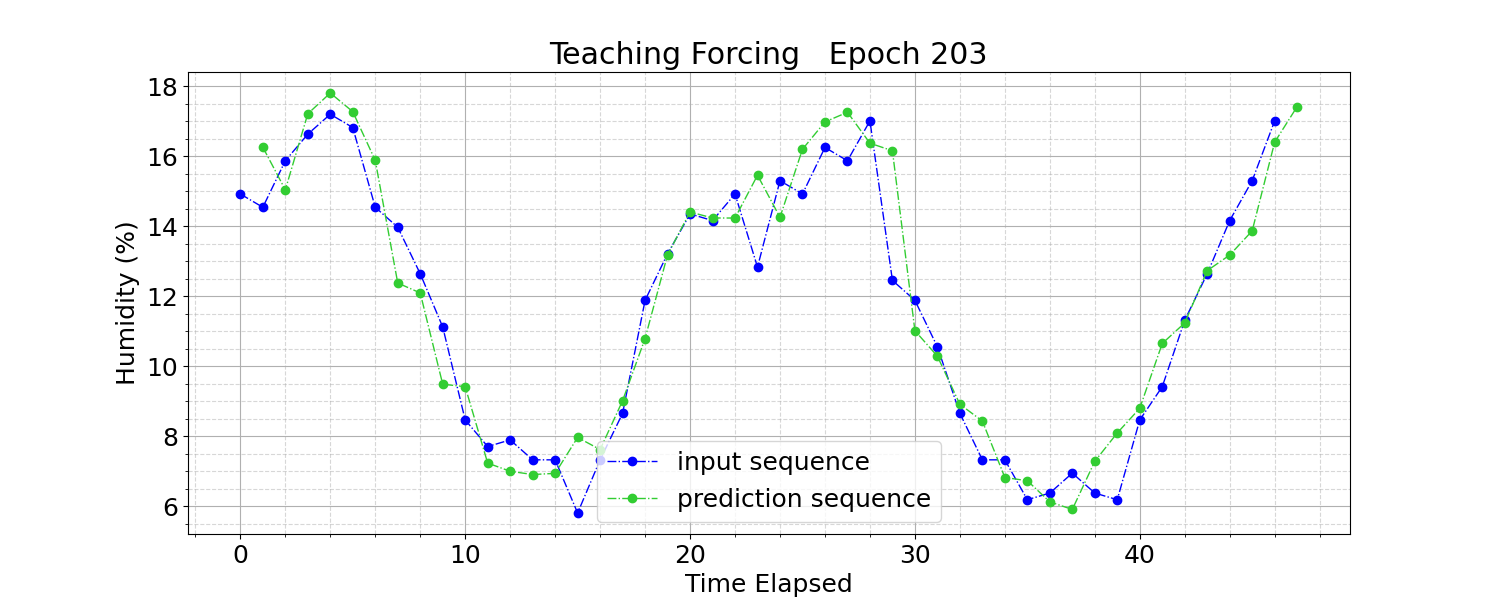 Teaching Forcing   Epoch 203
18
16
14
12
10
8
6
Humidity (%)
input sequence
prediction sequence
0 10 20 30 40
Time Elapsed